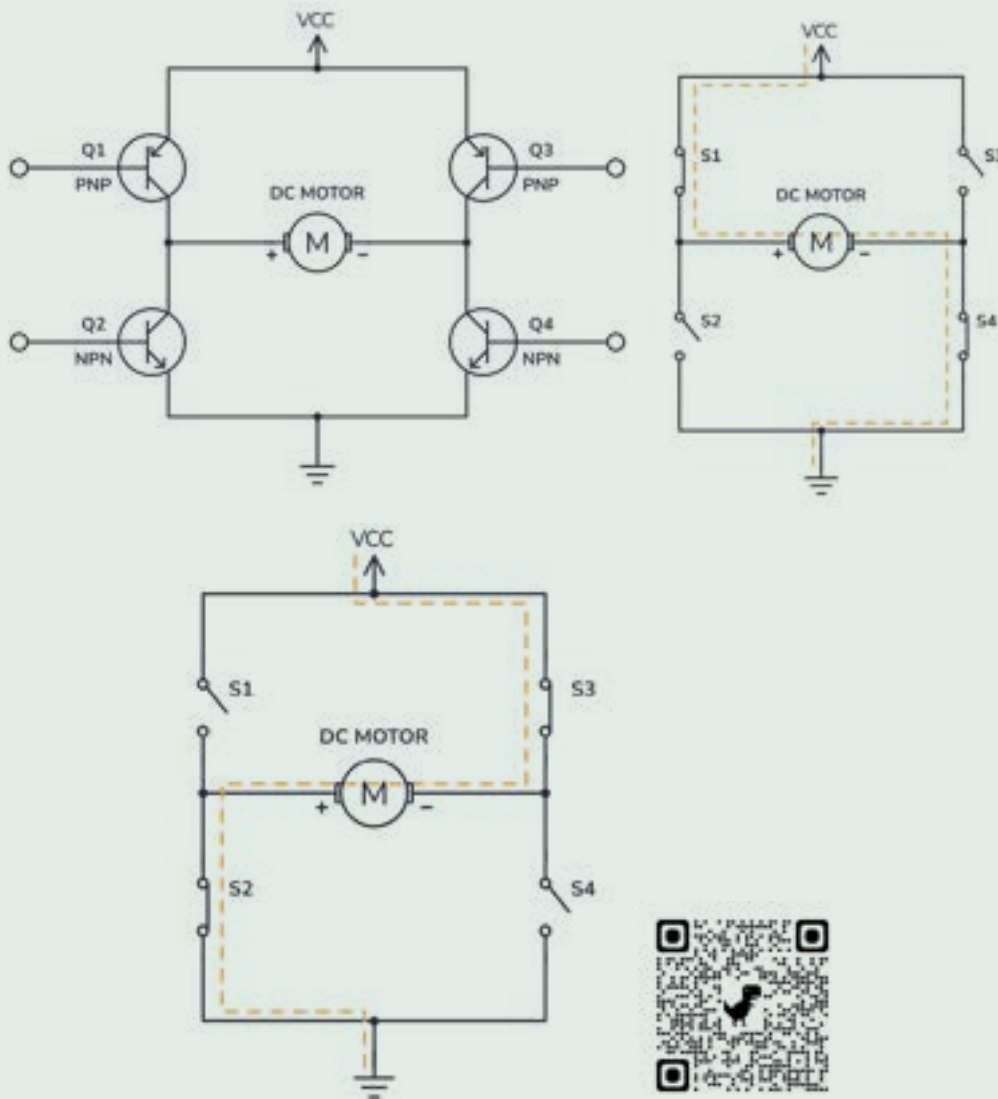 VCC
Q1
PNP
Q3
PNP
DC MOTOR
M
+ −
Q2
NPN
Q4
NPN
VCC
S1
DC MOTOR
M
+ −
S2
S4
VCC
S1
S3
DC MOTOR
M
+ −
S2
S4